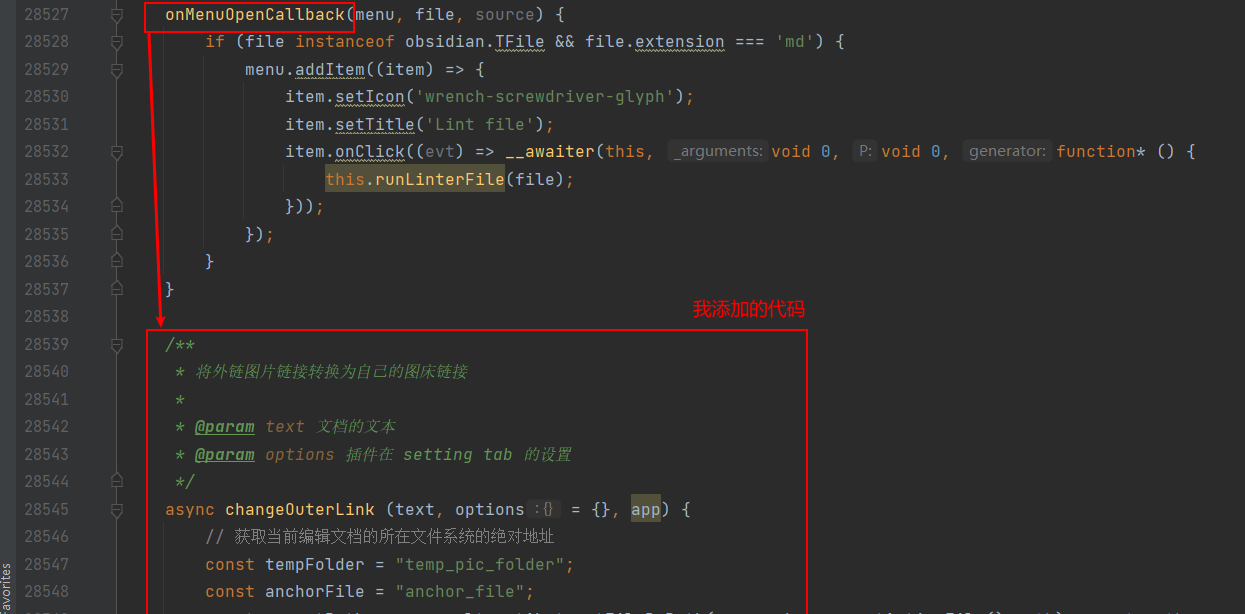 28527 onMenuOpenCallback(menu, file, source) {
28528 if (file instanceof obsidian.TFile && file.extension === 'md') {
28529 menu.addItem((item) => {
28530 item.setIcon('wrench-screwdriver-glyph');
28531 item.setTitle('Lint file');
28532 item.onClick((evt) => __awaiter(this, _arguments: void 0, P: void 0, generator: function* () {
28533 this.runLinterFile(file);
28534 }));
28535 });
28536 }
28537 }
我添加的代码
28538
28539 /**
28540 * 将外链图片链接转换为自己的图床链接
28541 *
28542 * @param text 文档的文本
28543 * @param options 插件在 setting tab 的设置
28544 */
28545 async changeOuterLink (text, options : {} = {}, app) {
28546 // 获取当前编辑文档的所在文件系统的绝对地址
28547 const tempFolder = "temp_pic_folder";
28548 const anchorFile = "anchor_file";
Favorites